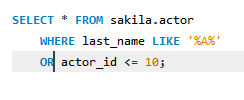 SELECT * FROM sakila.actor
WHERE last_name LIKE '%A%'
OR actor_id <= 10;